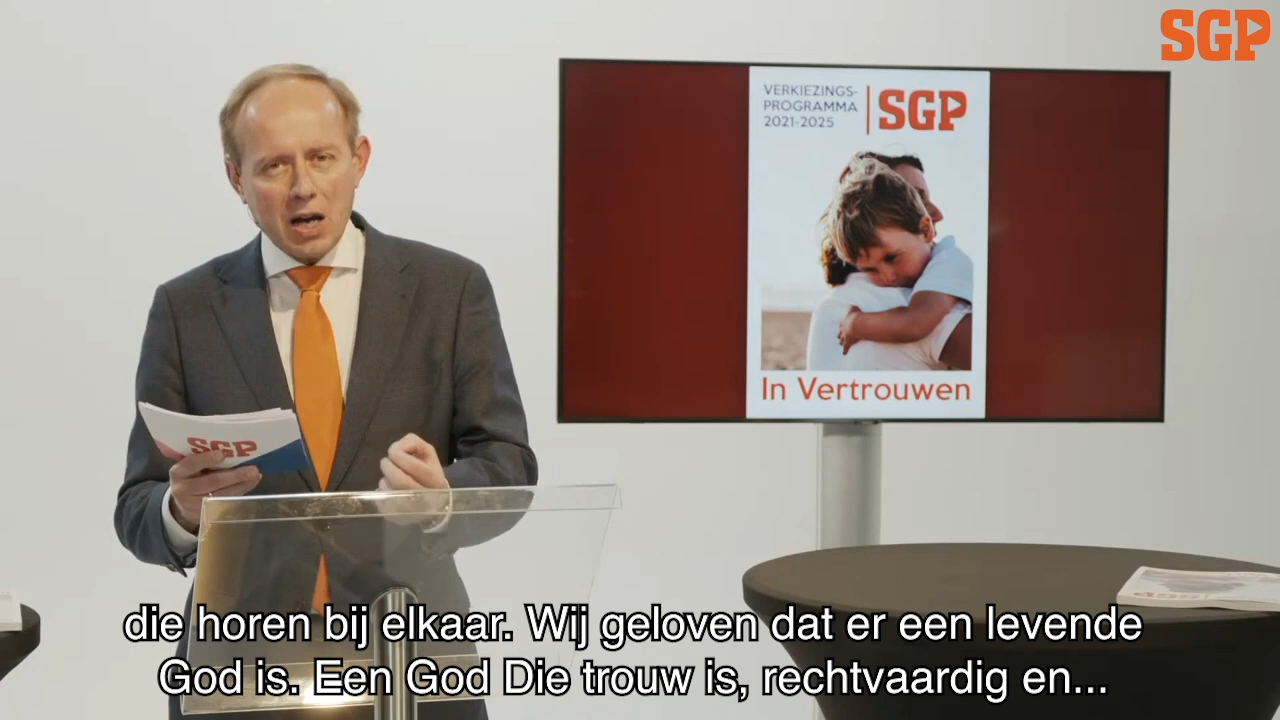 SGP
VERKIEZINGS-
PROGRAMMA
2021-2025
SGP
In Vertrouwen
SGP
SGP
die horen bij elkaar. Wij geloven dat er een levende
God is. Een God Die trouw is, rechtvaardig en...